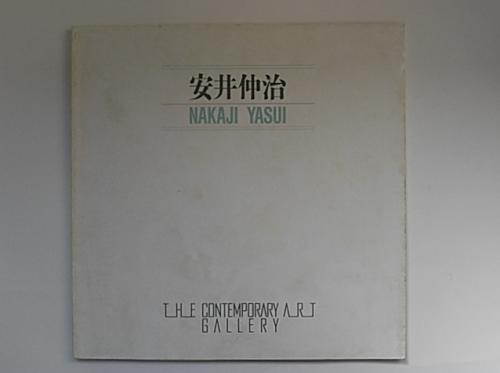 安井仲治
NAKAJI YASUI
THE CONTEMPORARY ART
GALLERY